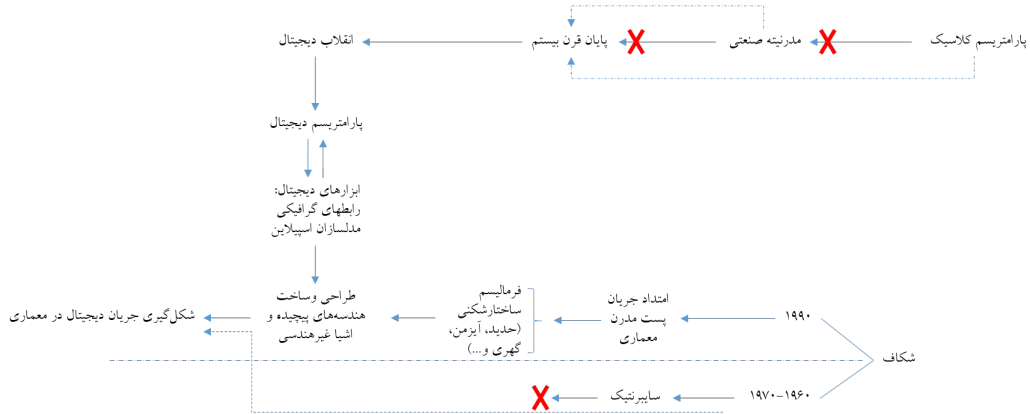 پارامتریسم کلاسیک
مدرنیته صنعتی
پایان قرن بیستم
انقلاب دیجیتال
پارامتریسم دیجیتال
ابزارهای دیجیتال:
رابطهای گرافیکی
مدلسازان اسپیلاین
شکاف
۱۹۹۰
امتداد جریان
پست مدرن
معماری
فرمالیسم
ساختارشکنی
(حدید، آیزمن،
گهری و...)
طراحی وساخت
هندسه‌های پیچیده و
اشیا غیرهندسی
شکل‌گیری جریان دیجیتال در معماری
۱۹۶۰-۱۹۷۰
سایبرنتیک